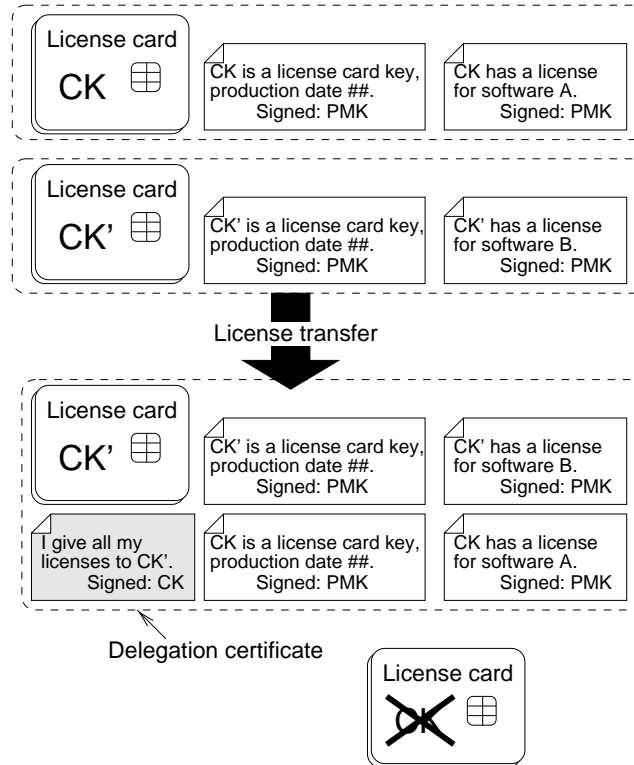 License card
CK
CK is a license card key,
production date ##.
Signed: PMK
CK has a license
for software A.
Signed: PMK
License card
CK'
CK' is a license card key,
production date ##.
Signed: PMK
CK' has a license
for software B.
Signed: PMK
License transfer
License card
CK'
CK' is a license card key,
production date ##.
Signed: PMK
CK' has a license
for software B.
Signed: PMK
I give all my
licenses to CK'.
Signed: CK
CK is a license card key,
production date ##.
Signed: PMK
CK has a license
for software A.
Signed: PMK
Delegation certificate
License card
CK